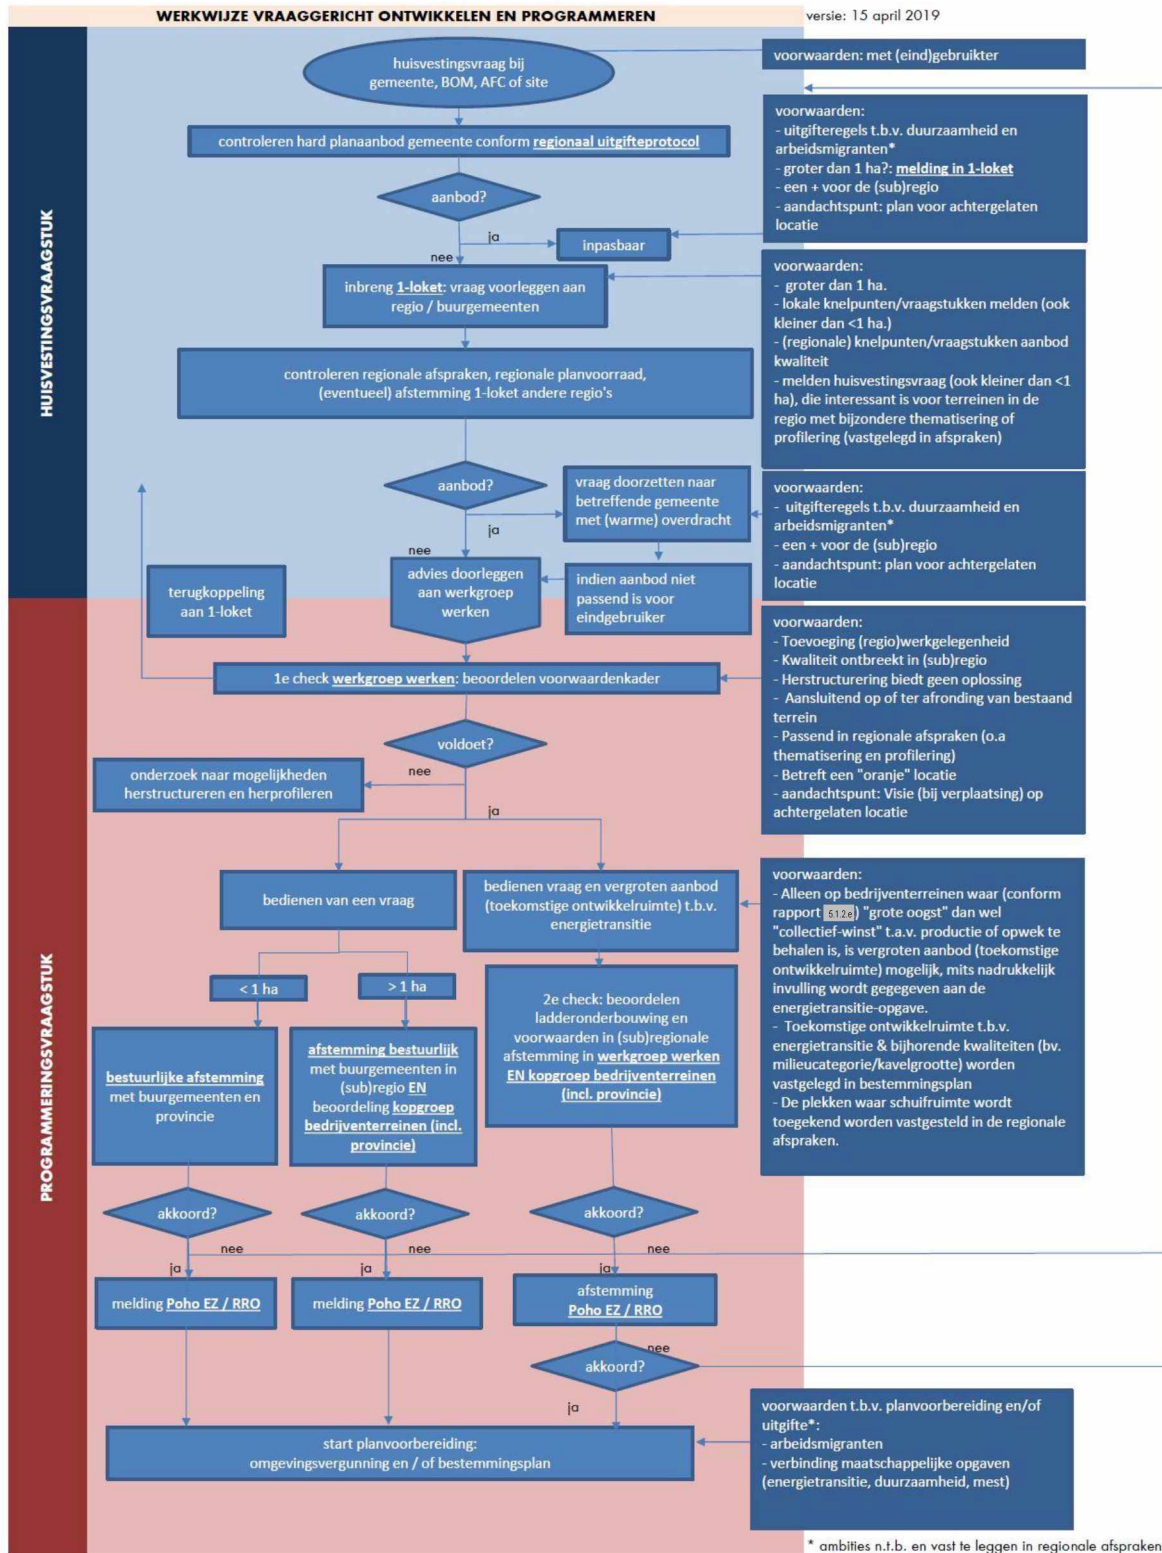 WERKWIJZE VRAAGGERICHT ONTWIKKELEN EN PROGRAMMEREN
versie: 15 april 2019
HUISVESTINGSVRAAGSTUK
huisvestingsvraag bij
gemeente, BOM, AFC of site
voorwaarden: met (eind)gebruikter
controleren hard planaanbod gemeente conform regionaal uitgifteprotocol
voorwaarden:
- uitgifteregels t.b.v. duurzaamheid en
arbeidsmigranten*
- groter dan 1 ha?: melding in 1-loket
- een + voor de (sub)regio
- aandachtspunt: plan voor achtergelaten
locatie
aanbod?
ja
inpasbaar
nee
inbreng 1-loket: vraag voorleggen aan
regio / buurgemeenten
voorwaarden:
- groter dan 1 ha.
- lokale knelpunten/vraagstukken melden (ook
kleiner dan <1 ha.)
- (regionale) knelpunten/vraagstukken aanbod
kwaliteit
- melden huisvestingsvraag (ook kleiner dan <1
ha), die interessant is voor terreinen in de
regio met bijzondere thematisering of
profilering (vastgelegd in afspraken)
controleren regionale afspraken, regionale planvoorraad,
(eventueel) afstemming 1-loket andere regio's
aanbod?
ja
nee
vraag doorzetten naar
betreffende gemeente
met (warme) overdracht
voorwaarden:
- uitgifteregels t.b.v. duurzaamheid en
arbeidsmigranten*
- een + voor de (sub)regio
- aandachtspunt: plan voor achtergelaten
locatie
terugkoppeling
aan 1-loket
advies doorleggen
aan werkgroep
werken
indien aanbod niet
passend is voor
eindgebruiker
PROGRAMMERINGSVRAAGSTUK
1e check werkgroep werken: beoordelen voorwaardenkader
voorwaarden:
- Toevoeging (regio)werkgelegenheid
- Kwaliteit ontbreekt in (sub)regio
- Herstructurering biedt geen oplossing
- Aansluitend op of ter afronding van bestaand
terrein
- Passend in regionale afspraken (o.a
thematisering en profilering)
- Betreft een "oranje" locatie
- aandachtspunt: Visie (bij verplaatsing) op
achtergelaten locatie
voldoet?
nee
onderzoek naar mogelijkheden
herstructureren en herprofileren
ja
bedienen van een vraag
bedienen vraag en vergroten aanbod
(toekomstige ontwikkelruimte) t.b.v.
energietransitie
voorwaarden:
- Alleen op bedrijventerreinen waar (conform
rapport 5.1.2.e) "grote oogst" dan wel
"collectief-winst" t.a.v. productie of opwek te
behalen is, is vergroten aanbod (toekomstige
ontwikkelruimte) mogelijk, mits nadrukkelijk
invulling wordt gegegeven aan de
energietransitie-opgave.
- Toekomstige ontwikkelruimte t.b.v.
energietransitie & bijhorende kwaliteiten (bv.
milieucategorie/kavelgrootte) worden
vastgelegd in bestemmingsplan
- De plekken waar schuifruimte wordt
toegekend worden vastgesteld in de regionale
afspraken.
< 1 ha
> 1 ha
bestuurlijke afstemming
met buurgemeenten en
provincie
afstemming bestuurlijk
met buurgemeenten in
(sub)regio EN
beoordeling kopgroep
bedrijventerreinen (incl.
provincie)
2e check: beoordelen
ladderonderbouwing en
voorwaarden in (sub)regionale
afstemming in werkgroep werken
EN kopgroep bedrijventerreinen
(incl. provincie)
akkoord?
akkoord?
akkoord?
nee
nee
nee
ja
ja
ja
melding Poho EZ / RRO
melding Poho EZ / RRO
afstemming
Poho EZ / RRO
nee
akkoord?
ja
start planvoorbereiding:
omgevingsvergunning en / of bestemmingsplan
voorwaarden t.b.v. planvoorbereiding en/of
uitgifte*:
- arbeidsmigranten
- verbinding maatschappelijke opgaven
(energietransitie, duurzaamheid, mest)
* ambities n.t.b. en vast te leggen in regionale afspraken